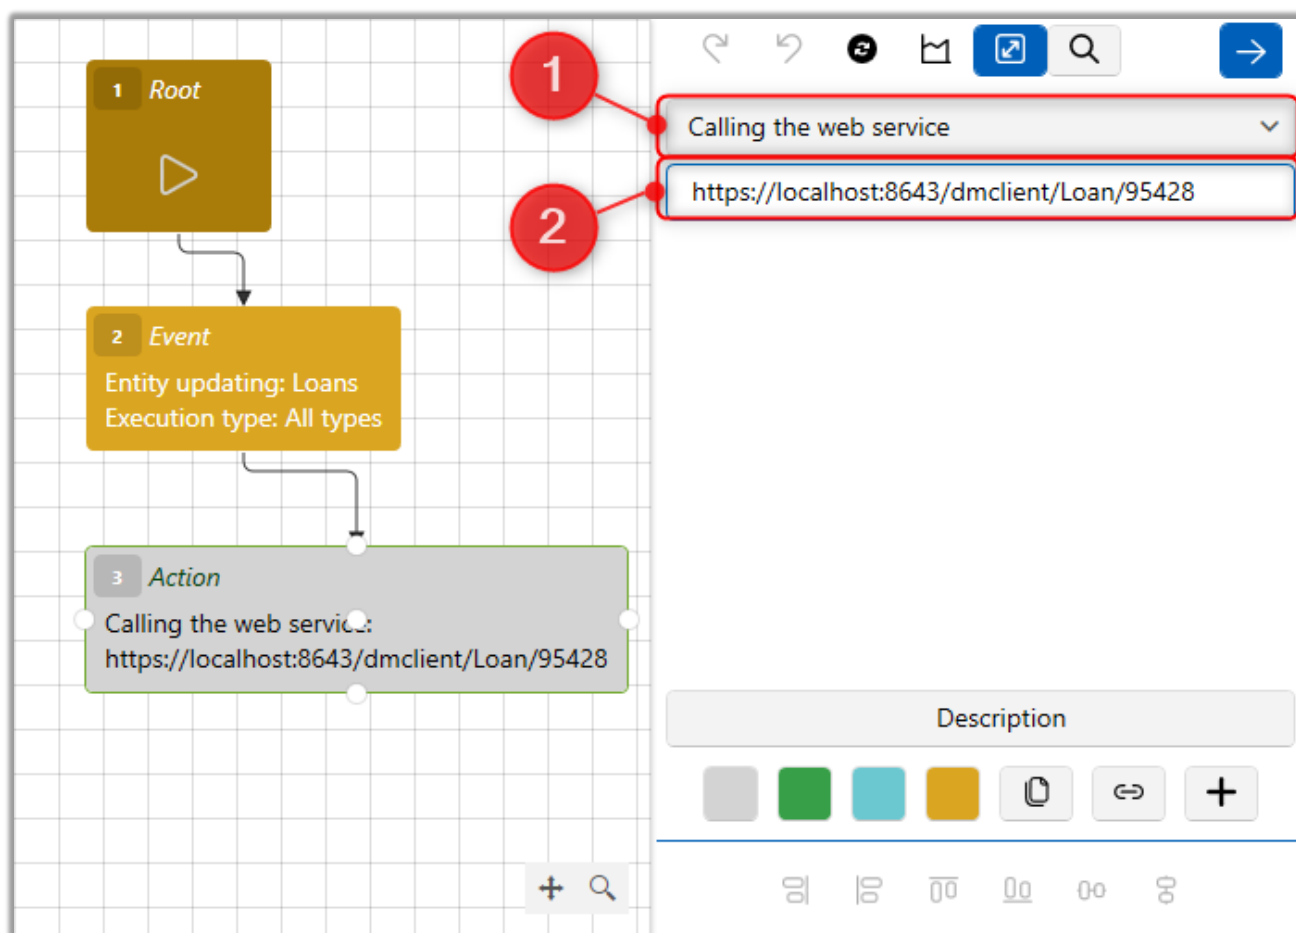 1 Root
2 Event
Entity updating: Loans
Execution type: All types
3 Action
Calling the web service:
https://localhost:8643/dmclient/Loan/95428
1
Calling the web service
2
https://localhost:8643/dmclient/Loan/95428
Description